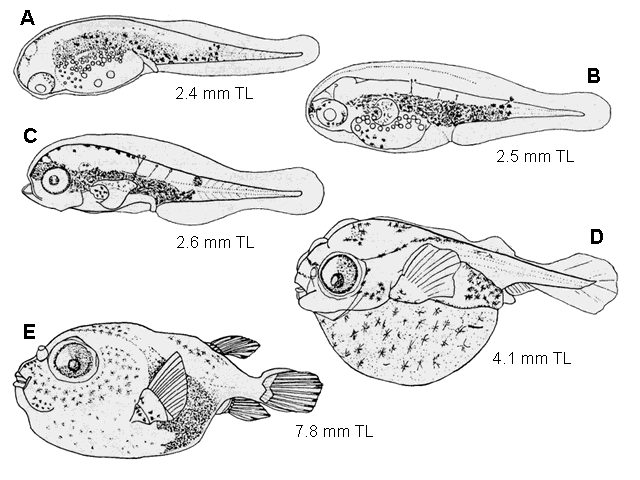 A
2.4 mm TL
B
2.5 mm TL
C
2.6 mm TL
D
4.1 mm TL
E
7.8 mm TL